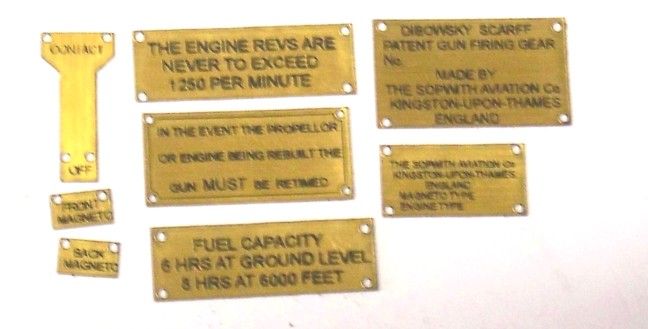 CONTACT
OFF
FRONT
MAGNETO
BACK
MAGNETO
THE ENGINE REVS ARE
NEVER TO EXCEED
1250 PER MINUTE
IN THE EVENT THE PROPELLOR
OR ENGINE BEING REBUILT THE
GUN MUST BE RETIMED
FUEL CAPACITY
6 HRS AT GROUND LEVEL
8 HRS AT 6000 FEET
DIBOWSKY SCARFF
PATENT GUN FIRING GEAR
No.
MADE BY
THE SOPWITH AVIATION Co
KINGSTON-UPON-THAMES
ENGLAND
THE SOPWITH AVIATION Co
KINGSTON-UPON-THAMES
ENGLAND
MAGNETO TYPE
ENGINE TYPE